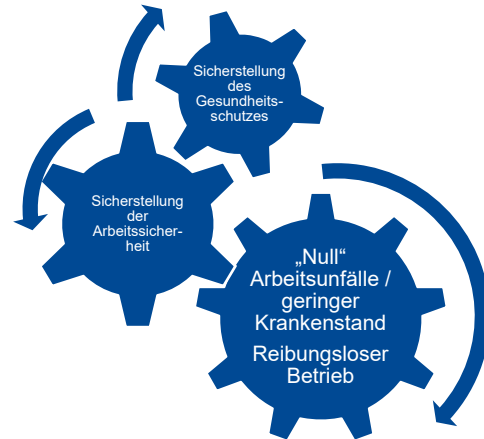 Sicherstellung
des
Gesundheits-
schutzes
Sicherstellung
der
Arbeitssicher-
heit
„Null“
Arbeitsunfälle /
geringer
Krankenstand
Reibungsloser
Betrieb